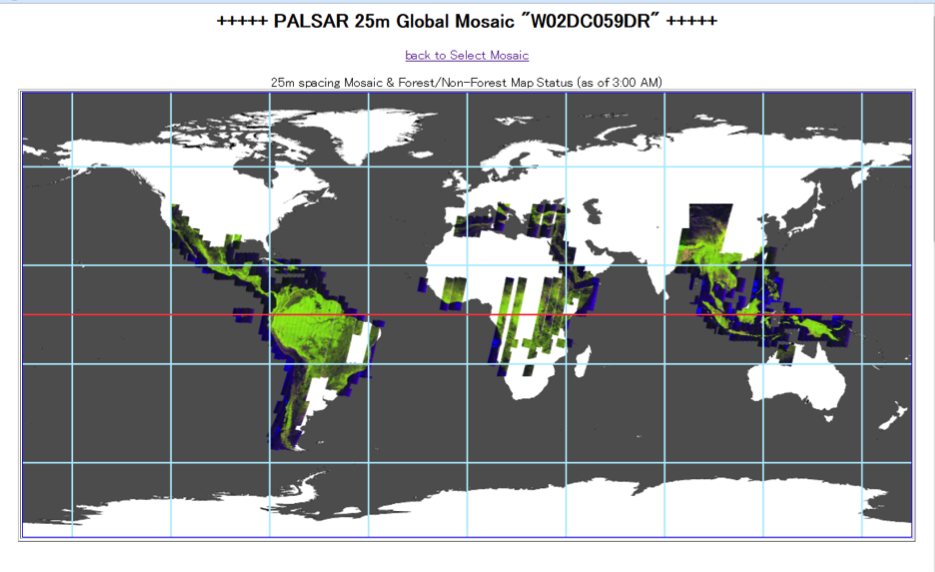 +++++ PALSAR 25m Global Mosaic "W02DC059DR" +++++
back to Select Mosaic
25m spacing Mosaic & Forest/Non-Forest Map Status (as of 3:00 AM)